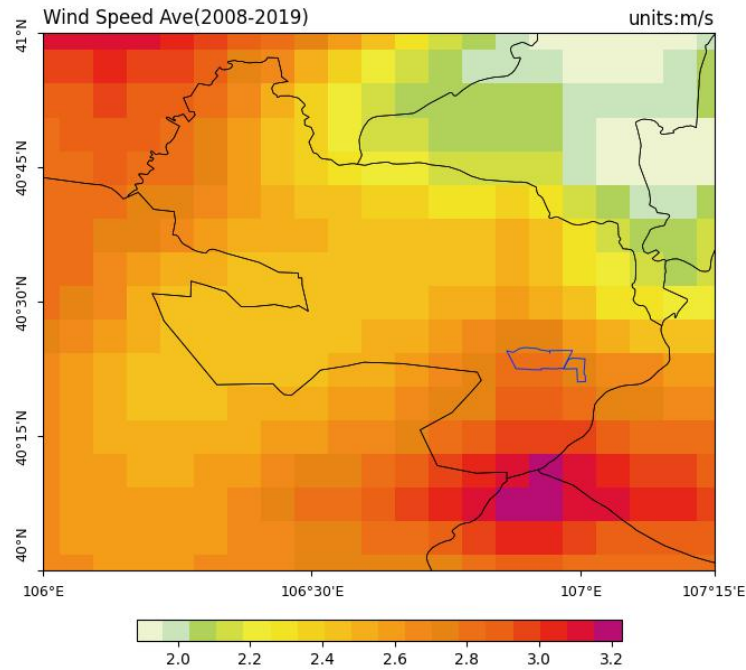 Wind Speed Ave(2008-2019) units:m/s
41°N
40°45'N
40°30'N
40°15'N
40°N
106°E 106°30'E 107°E 107°15'E
2.0 2.2 2.4 2.6 2.8 3.0 3.2